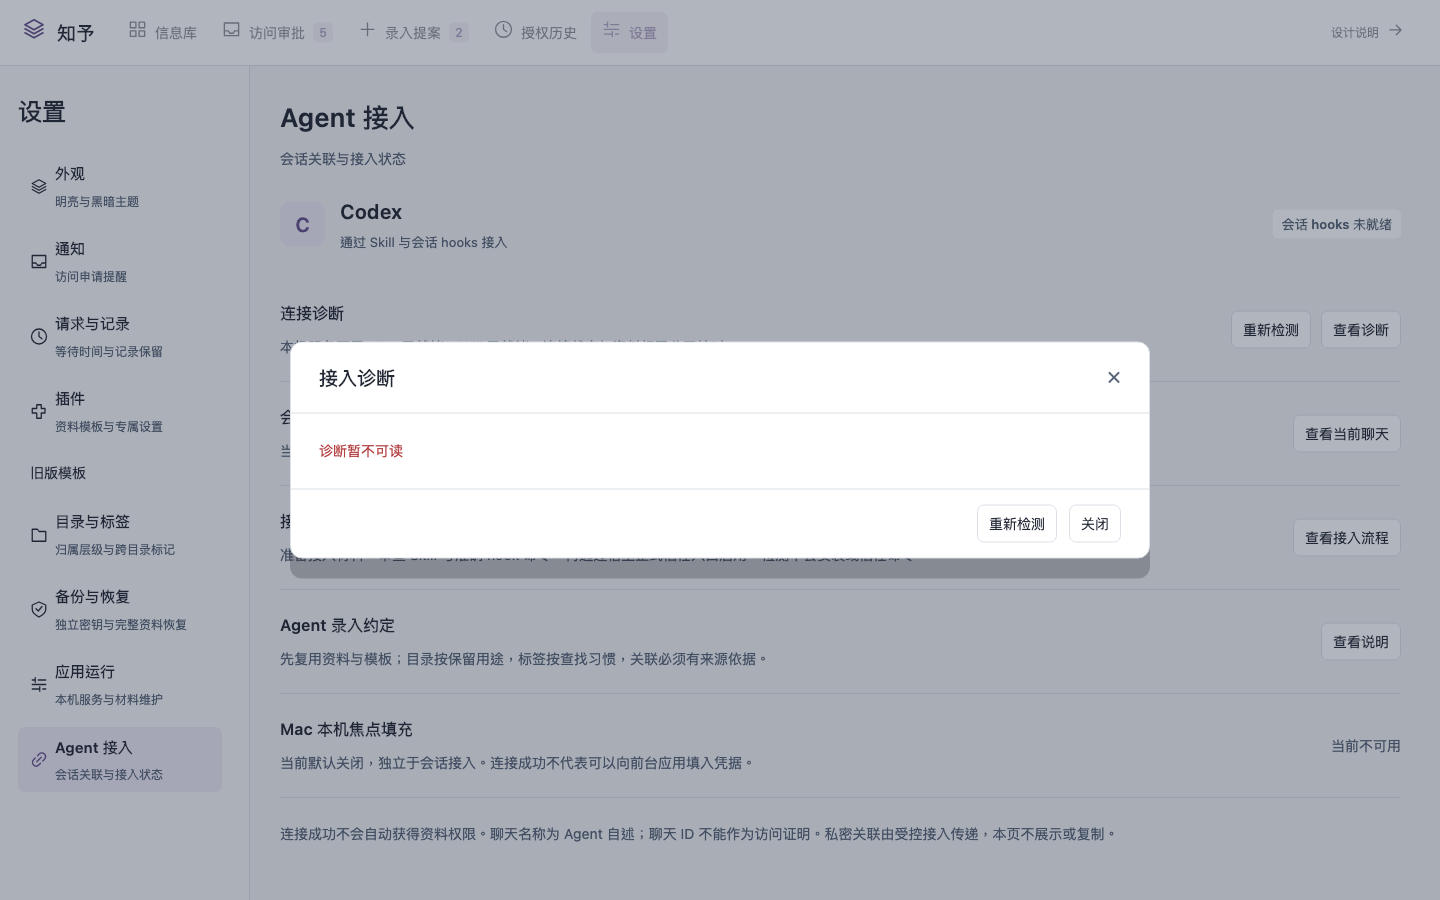 知予
信息库
访问审批 5
录入提案 2
授权历史
设置
设计说明
设置
外观
明亮与黑暗主题
通知
访问申请提醒
请求与记录
等待时间与记录保留
插件
资料模板与专属设置
旧版模板
目录与标签
归属层级与跨目录标记
备份与恢复
独立密钥与完整资料恢复
应用运行
本机服务与材料维护
Agent 接入
会话关联与接入状态
Agent 接入
会话关联与接入状态
C
Codex
通过 Skill 与会话 hooks 接入
会话 hooks 未就绪
连接诊断
重新检测
查看诊断
接入诊断
诊断暂不可读
重新检测
关闭
查看当前聊天
查看接入流程
Agent 录入约定
先复用资料与模板；目录按保留用途，标签按查找习惯，关联必须有来源依据。
查看说明
Mac 本机焦点填充
当前默认关闭，独立于会话接入。连接成功不代表可以向前台应用填入凭据。
当前不可用
连接成功不会自动获得资料权限。聊天名称为 Agent 自述；聊天 ID 不能作为访问证明。私密关联由受控接入传递，本页不展示或复制。